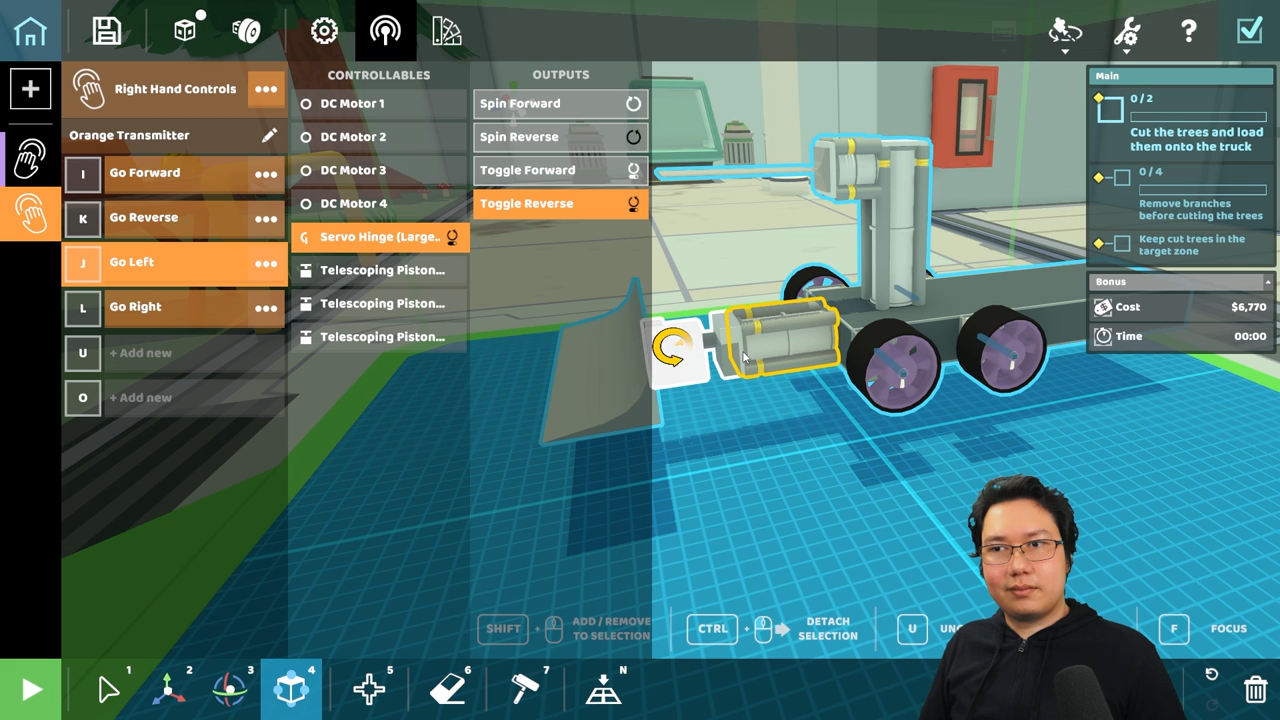 Right Hand Controls
Orange Transmitter
I
Go Forward
K
Go Reverse
J
Go Left
L
Go Right
U
+ Add new
O
+ Add new
CONTROLLABLES
DC Motor 1
DC Motor 2
DC Motor 3
DC Motor 4
Servo Hinge (Large..
Telescoping Piston...
Telescoping Piston...
Telescoping Piston...
OUTPUTS
Spin Forward
Spin Reverse
Toggle Forward
Toggle Reverse
Main
0 / 2
Cut the trees and load
them onto the truck
0 / 4
Remove branches
before cutting the trees
Keep cut trees in the
target zone
Bonus
Cost
$6,770
Time
00:00
SHIFT
+
ADD / REMOVE
TO SELECTION
CTRL
+
DETACH
SELECTION
U
F
FOCUS
1
2
3
4
5
6
7
N
?